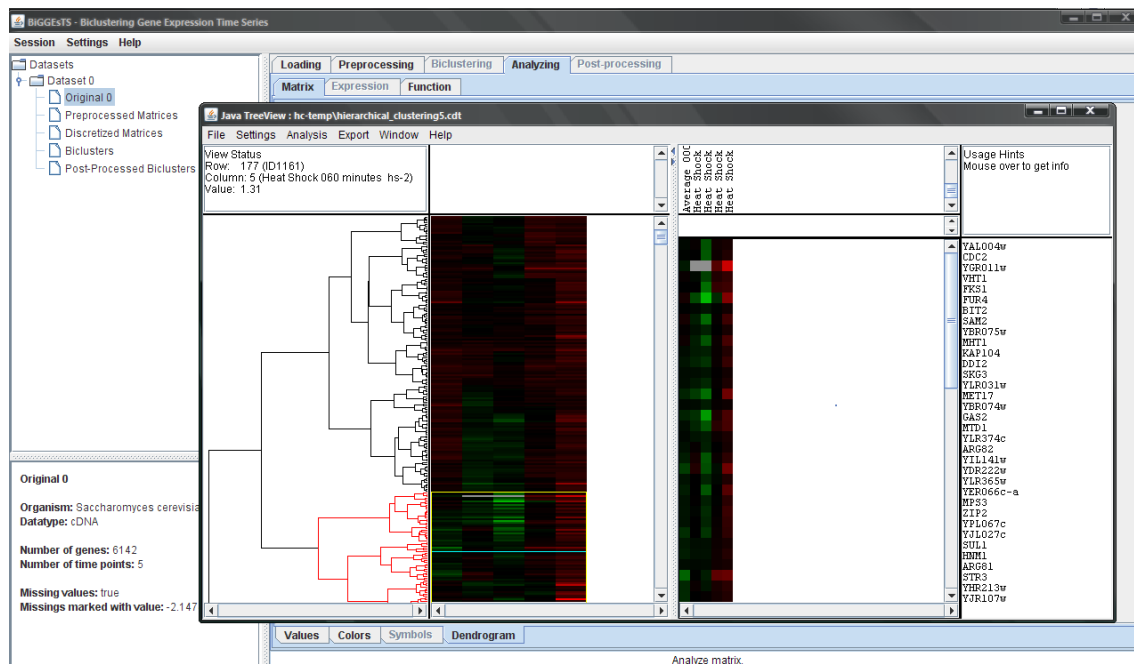 BiGGEsTS - Biclustering Gene Expression Time Series
Session Settings Help
Datasets
Dataset 0
Original 0
Preprocessed Matrices
Discretized Matrices
Biclusters
Post-Processed Biclusters
Loading Preprocessing Biclustering Analyzing Post-processing
Matrix Expression Function
Java TreeView : hc-temp\hierarchical_clustering5.cdt
File Settings Analysis Export Window Help
View Status
Row: 177 (ID1161)
Column: 5 (Heat Shock 060 minutes hs-2)
Value: 1.31
Average 000
Heat Shock
Heat Shock
Heat Shock
Heat Shock
Usage Hints
Mouse over to get info
YAL004w
CDC2
YGR011w
VHT1
FKS1
FUR4
BIT2
SAM2
YBR075w
MHT1
KAP104
DDI2
SKG3
YLR031w
MET17
YBR074w
GAS2
MTD1
YLR374c
ARG82
YIL141w
YDR222w
YLR365w
YER066c-a
MPS3
ZIP2
YPL067c
YJL027c
SUL1
HNM1
ARG81
STR3
YHR213w
YJR107w
Original 0
Organism: Saccharomyces cerevisia
Datatype: cDNA
Number of genes: 6142
Number of time points: 5
Missing values: true
Missings marked with value: -2.147
Values Colors Symbols Dendrogram
Analyze matrix.